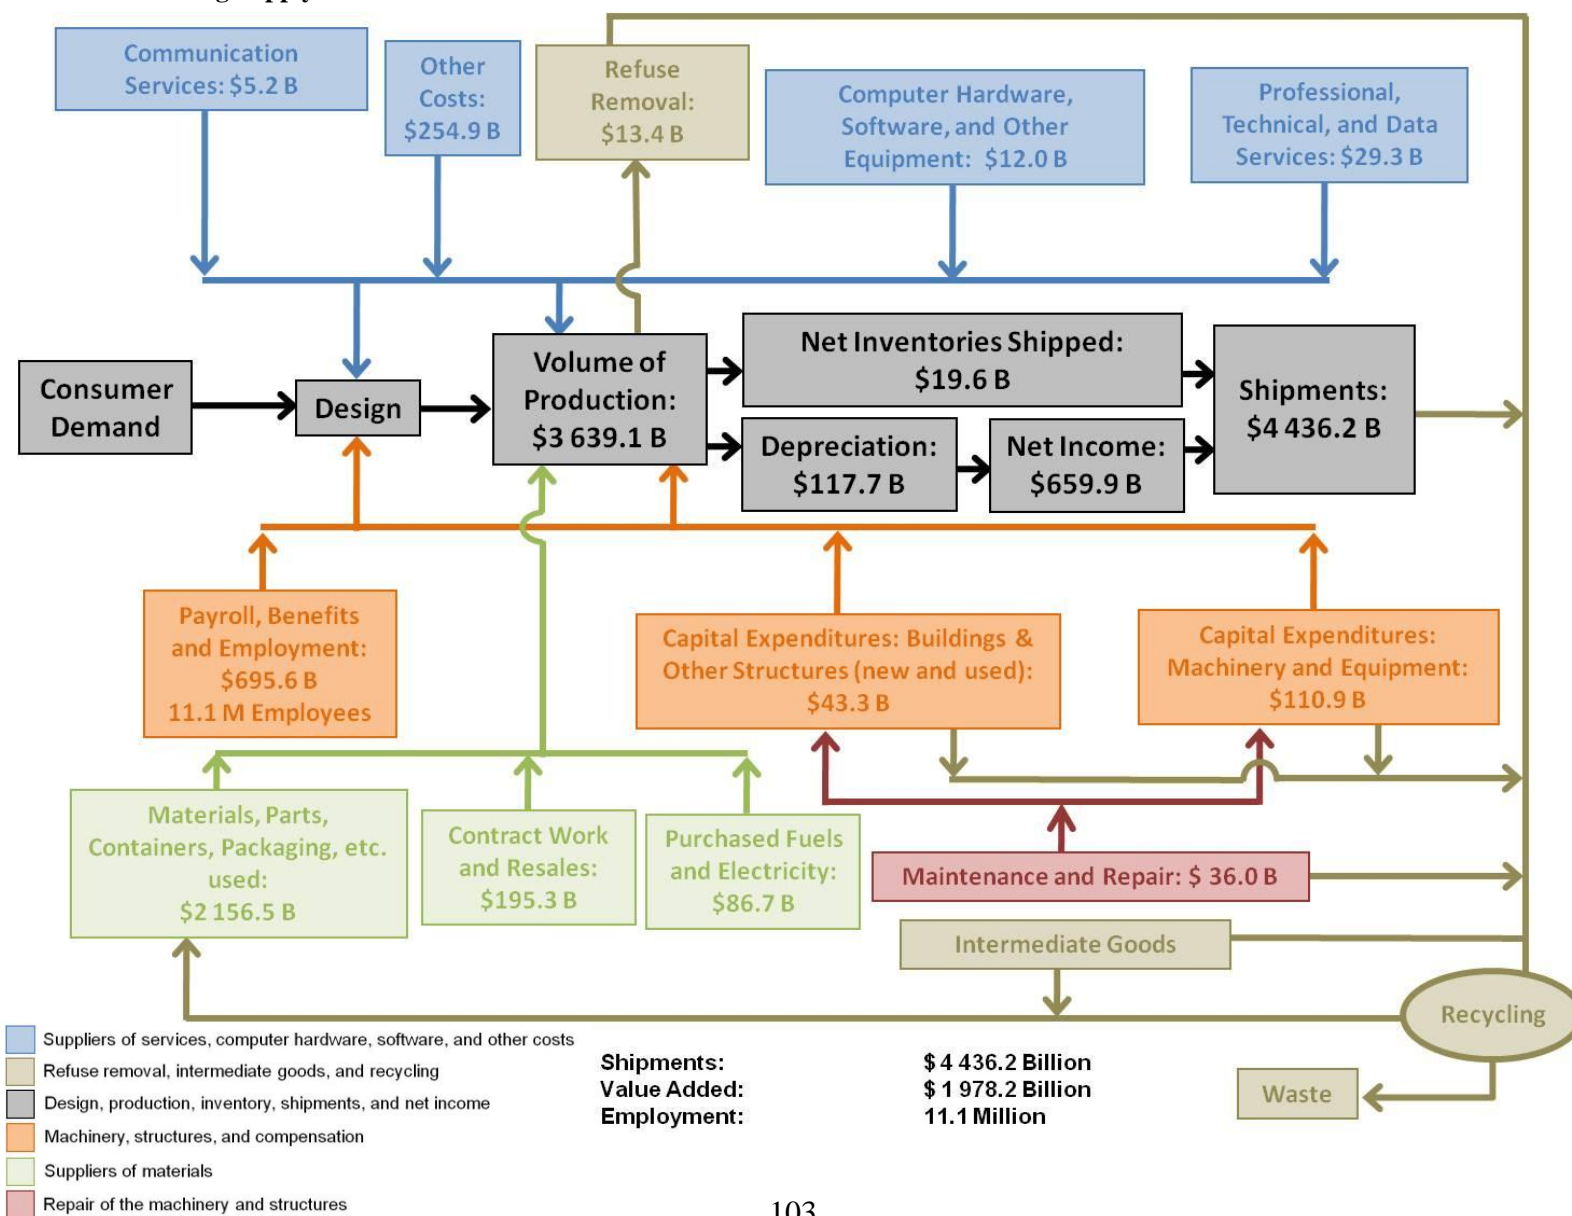 Communication
Services: $5.2 B
Other
Costs:
$254.9 B
Refuse
Removal:
$13.4 B
Computer Hardware,
Software, and Other
Equipment: $12.0 B
Professional,
Technical, and Data
Services: $29.3 B
Consumer
Demand
Design
Volume of
Production:
$3 639.1 B
Net Inventories Shipped:
$19.6 B
Depreciation:
$117.7 B
Net Income:
$659.9 B
Shipments:
$4 436.2 B
Payroll, Benefits
and Employment:
$695.6 B
11.1 M Employees
Capital Expenditures: Buildings &
Other Structures (new and used):
$43.3 B
Capital Expenditures:
Machinery and Equipment:
$110.9 B
Materials, Parts,
Containers, Packaging, etc.
used:
$2 156.5 B
Contract Work
and Resales:
$195.3 B
Purchased Fuels
and Electricity:
$86.7 B
Maintenance and Repair: $ 36.0 B
Intermediate Goods
Recycling
Waste
Suppliers of services, computer hardware, software, and other costs
Refuse removal, intermediate goods, and recycling
Design, production, inventory, shipments, and net income
Machinery, structures, and compensation
Suppliers of materials
Repair of the machinery and structures
Shipments: $ 4 436.2 Billion
Value Added: $ 1 978.2 Billion
Employment: 11.1 Million
103